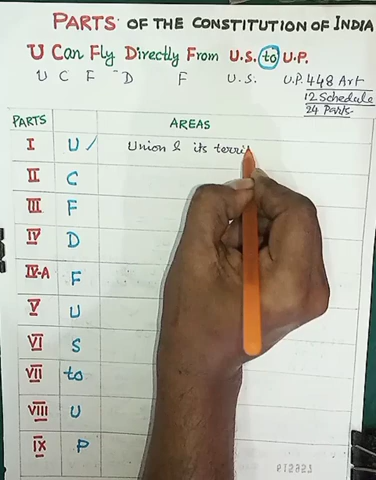 PARTS OF THE CONSTITUTION OF INDIA
U Can Fly Directly From U.S. to U.P.
U C F D F U.S. U.P. 448 Art
12 Schedule
24 Parts
PARTS AREAS
I U Union & its terri
II C
III F
IV D
IV-A F
V U
VI S
VII to
VIII U
IX P